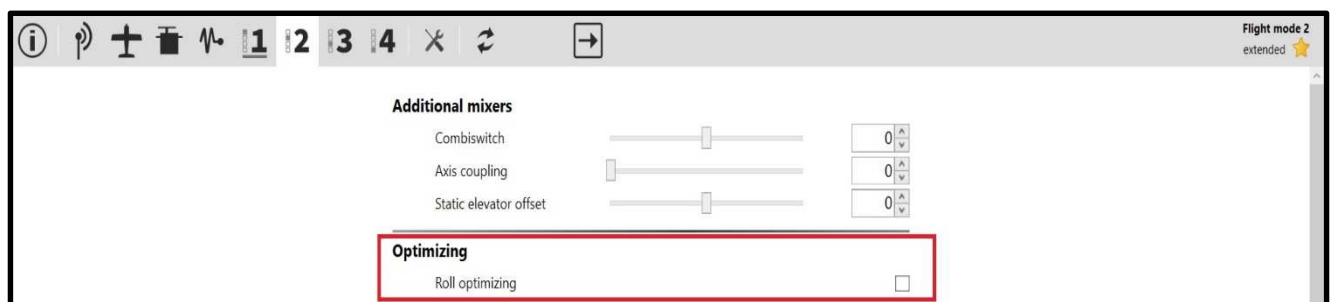 i 1 2 3 4
Flight mode 2
extended
Additional mixers
Combiswitch 0
Axis coupling 0
Static elevator offset 0
Optimizing
Roll optimizing